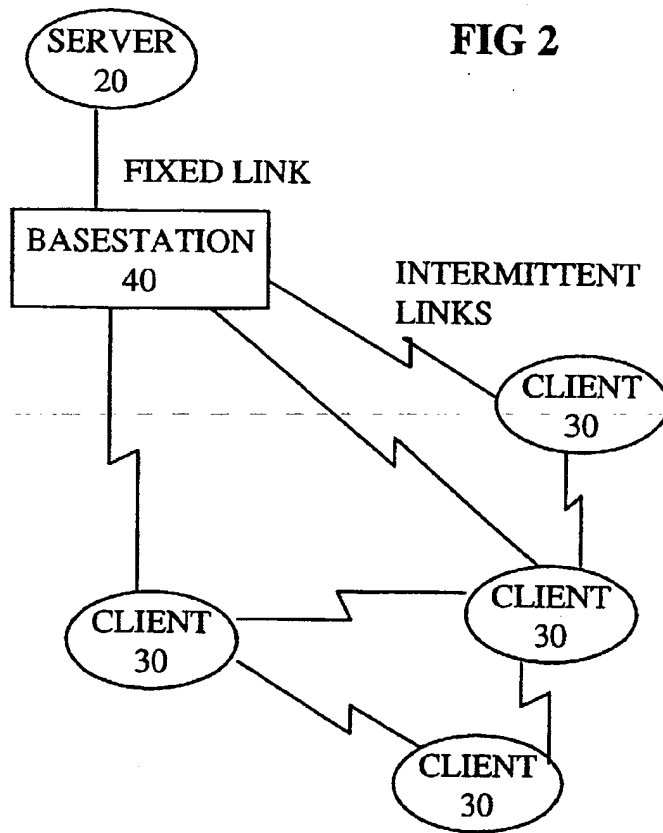 FIG 2
SERVER
20
FIXED LINK
BASESTATION
40
INTERMITTENT
LINKS
CLIENT
30
CLIENT
30
CLIENT
30
CLIENT
30